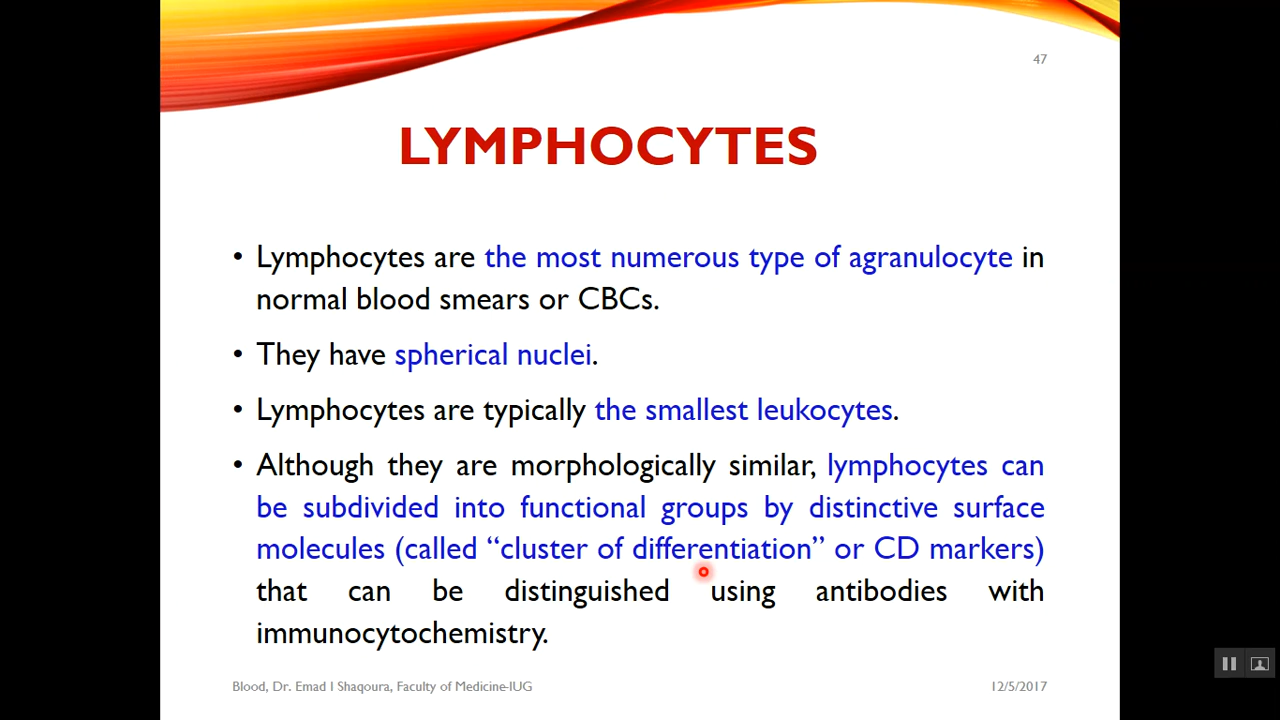 47
LYMPHOCYTES
• Lymphocytes are the most numerous type of agranulocyte in
normal blood smears or CBCs.
• They have spherical nuclei.
• Lymphocytes are typically the smallest leukocytes.
• Although they are morphologically similar, lymphocytes can
be subdivided into functional groups by distinctive surface
molecules (called “cluster of differentiation” or CD markers)
that can be distinguished using antibodies with
immunocytochemistry.
Blood, Dr. Emad I Shaqoura, Faculty of Medicine-IUG
12/5/2017